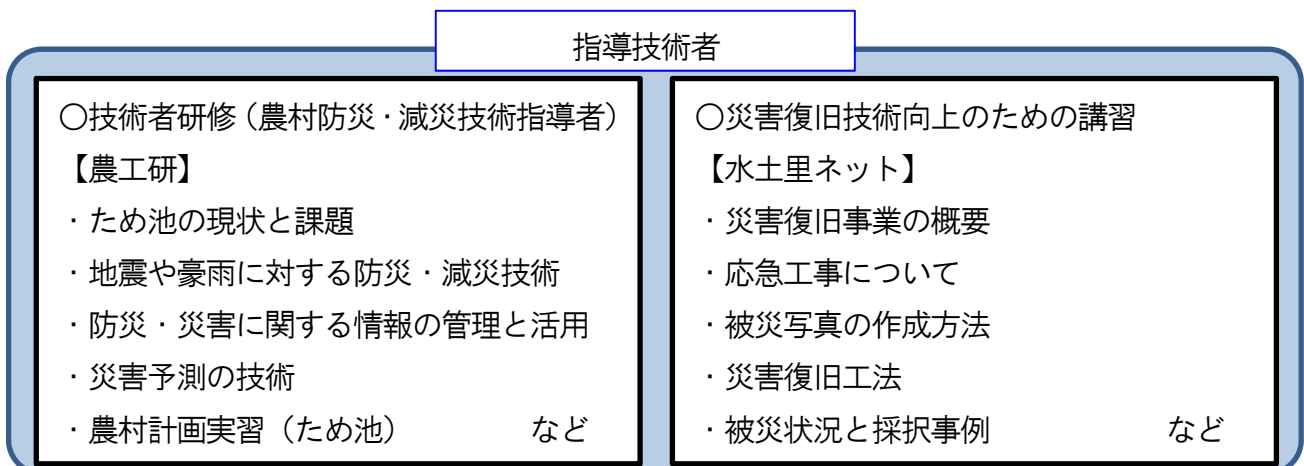 指導技術者
○技術者研修（農村防災・減災技術指導者）
【農工研】
・ため池の現状と課題
・地震や豪雨に対する防災・減災技術
・防災・災害に関する情報の管理と活用
・災害予測の技術
・農村計画実習（ため池）　など
○災害復旧技術向上のための講習
【水土里ネット】
・災害復旧事業の概要
・応急工事について
・被災写真の作成方法
・災害復旧工法
・被災状況と採択事例　など